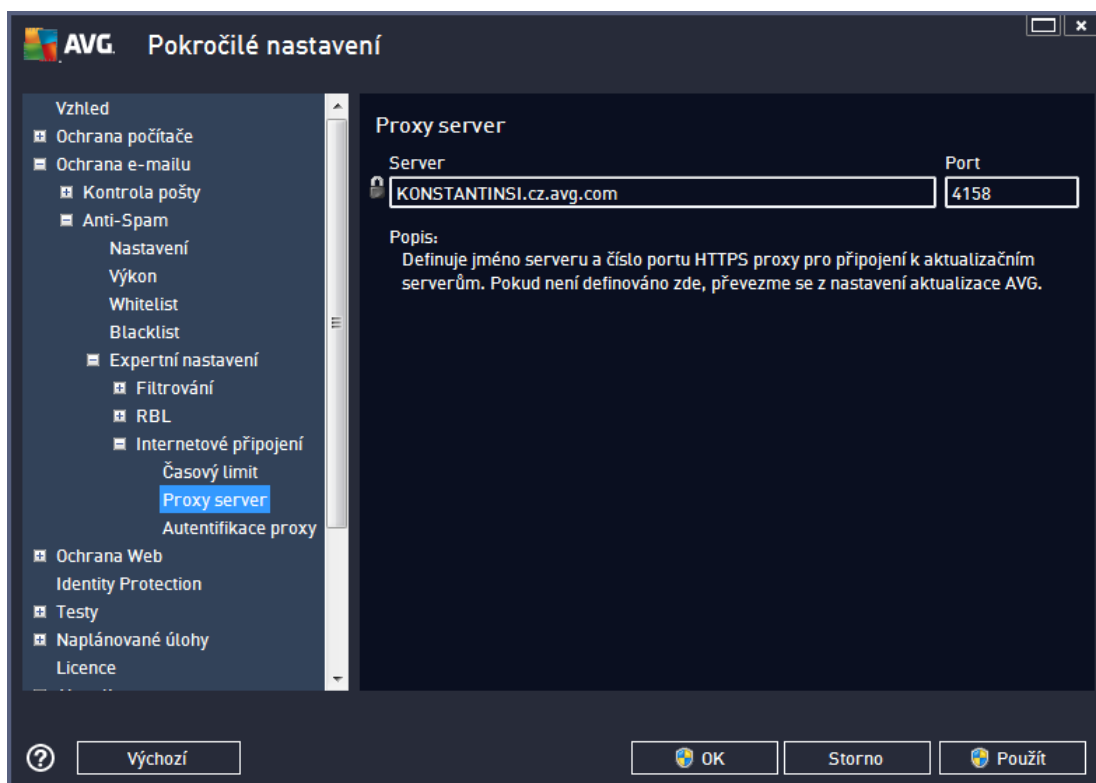 AVG. Pokročilé nastavení
Vzhled
Ochrana počítače
Ochrana e-mailu
Kontrola pošty
Anti-Spam
Nastavení
Výkon
Whitelist
Blacklist
Expertní nastavení
Filtrování
RBL
Internetové připojení
Časový limit
Proxy server
Autentifikace proxy
Ochrana Web
Identity Protection
Testy
Naplánované úlohy
Licence
Proxy server
Server Port
KONSTANTINSI.cz.avg.com 4158
Popis:
Definuje jméno serveru a číslo portu HTTPS proxy pro připojení k aktualizačním
serverům. Pokud není definováno zde, převezme se z nastavení aktualizace AVG.
Výchozí OK Storno Použít